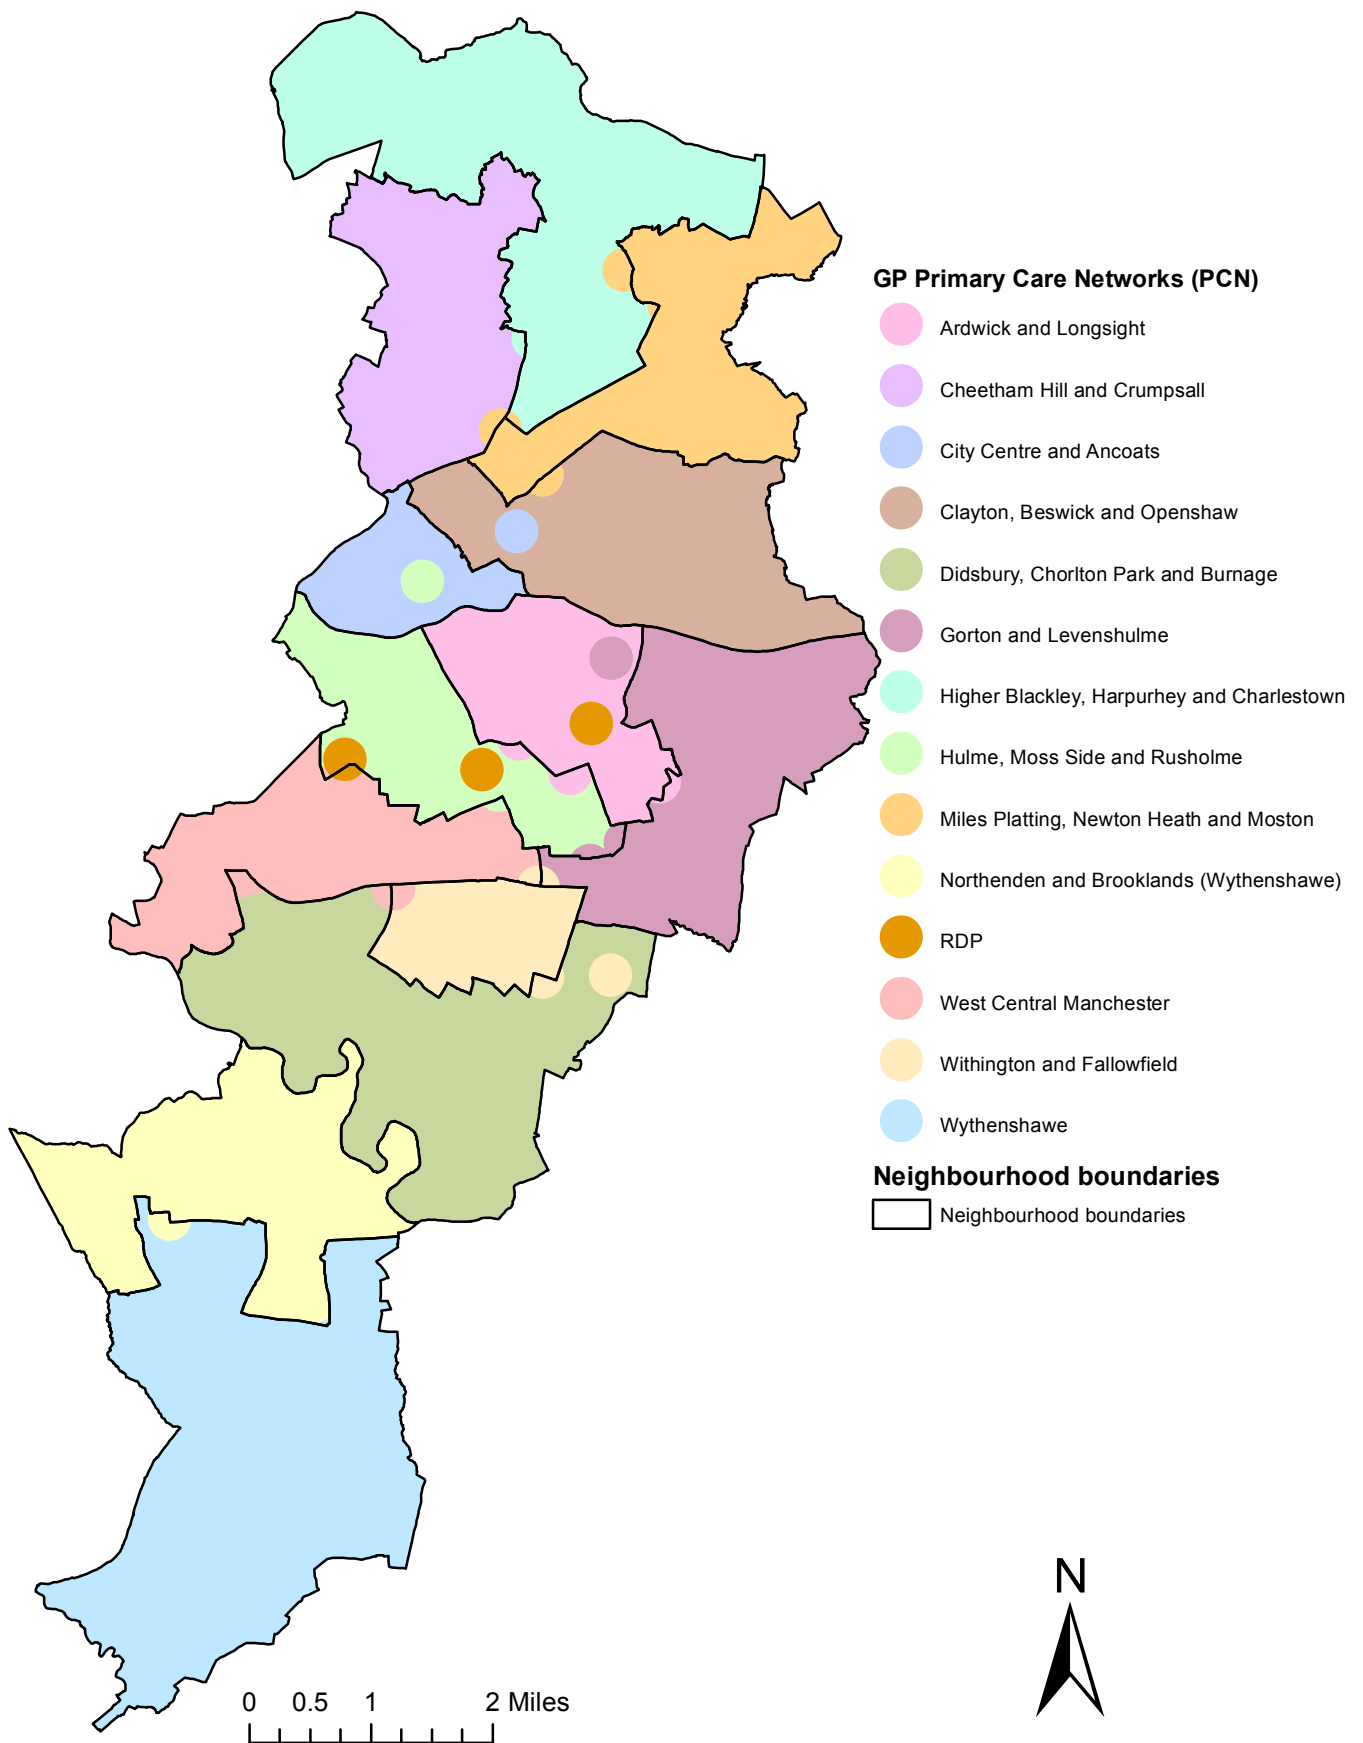 GP Primary Care Networks (PCN)
Ardwick and Longsight
Cheetham Hill and Crumpsall
City Centre and Ancoats
Clayton, Beswick and Openshaw
Didsbury, Chorlton Park and Burnage
Gorton and Levenshulme
Higher Blackley, Harpurhey and Charlestown
Hulme, Moss Side and Rusholme
Miles Platting, Newton Heath and Moston
Northenden and Brooklands (Wythenshawe)
RDP
West Central Manchester
Withington and Fallowfield
Wythenshawe
Neighbourhood boundaries
Neighbourhood boundaries
N
0 0.5 1 2 Miles